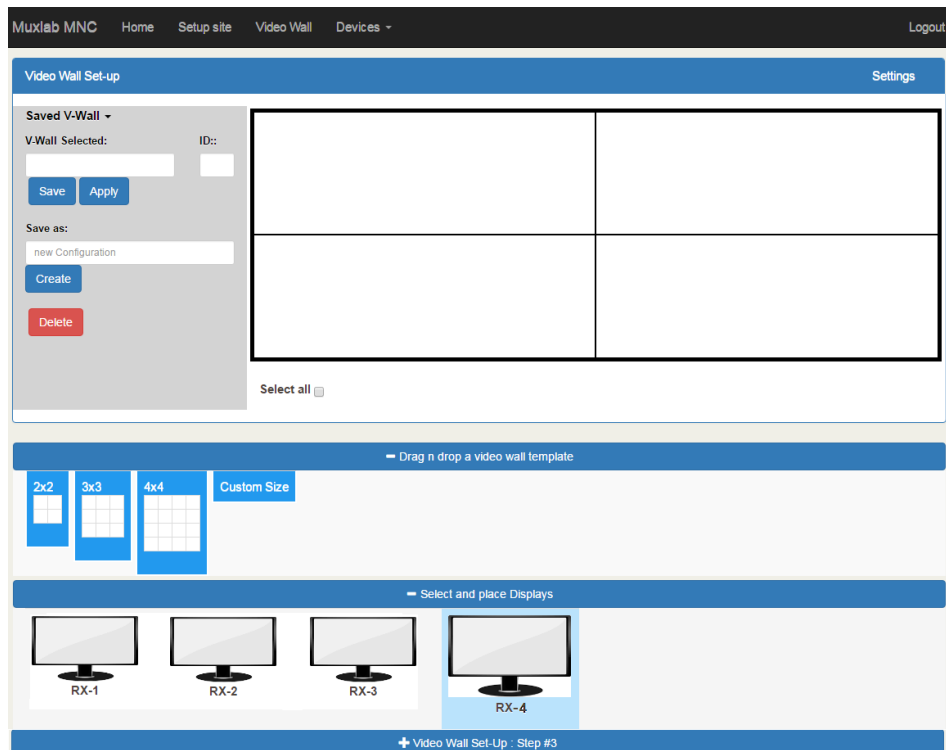 Muxlab MNC Home Setup site Video Wall Devices Logout
Video Wall Set-up Settings
Saved V-Wall
V-Wall Selected: ID::
Save Apply
Save as:
new Configuration
Create
Delete
Select all
Drag n drop a video wall template
2x2 3x3 4x4 Custom Size
Select and place Displays
RX-1 RX-2 RX-3 RX-4
Video Wall Set-Up : Step #3